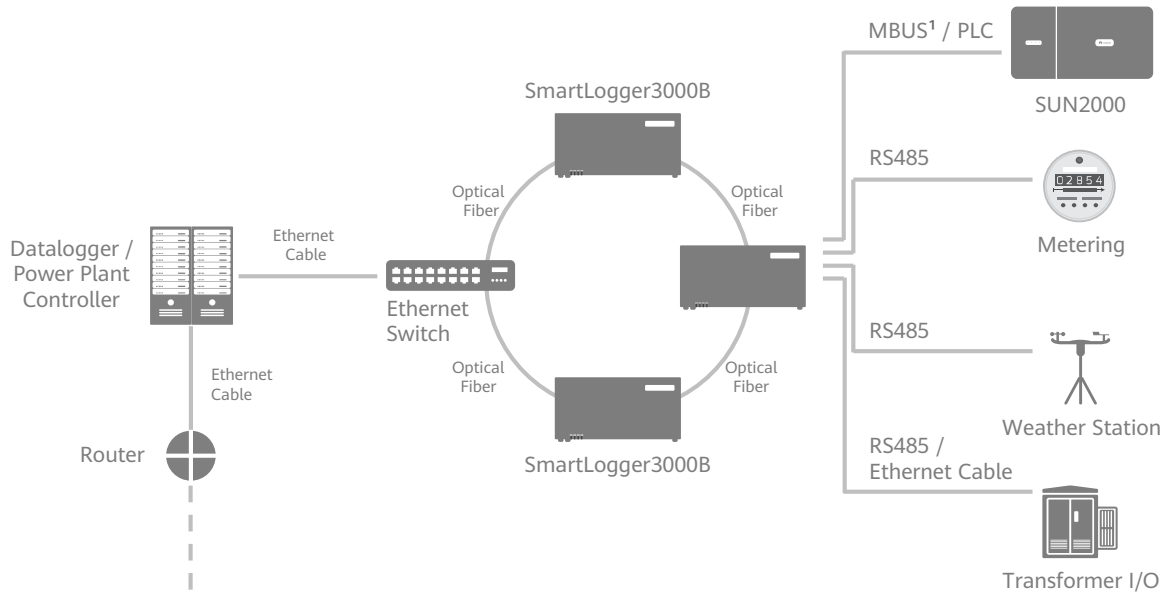 MBUS¹ / PLC
SUN2000
SmartLogger3000B
RS485
02854
Metering
Optical
Fiber
Optical
Fiber
Ethernet
Cable
Datalogger /
Power Plant
Controller
Ethernet
Switch
RS485
Weather Station
Optical
Fiber
Optical
Fiber
Ethernet
Cable
Router
SmartLogger3000B
RS485 /
Ethernet Cable
Transformer I/O